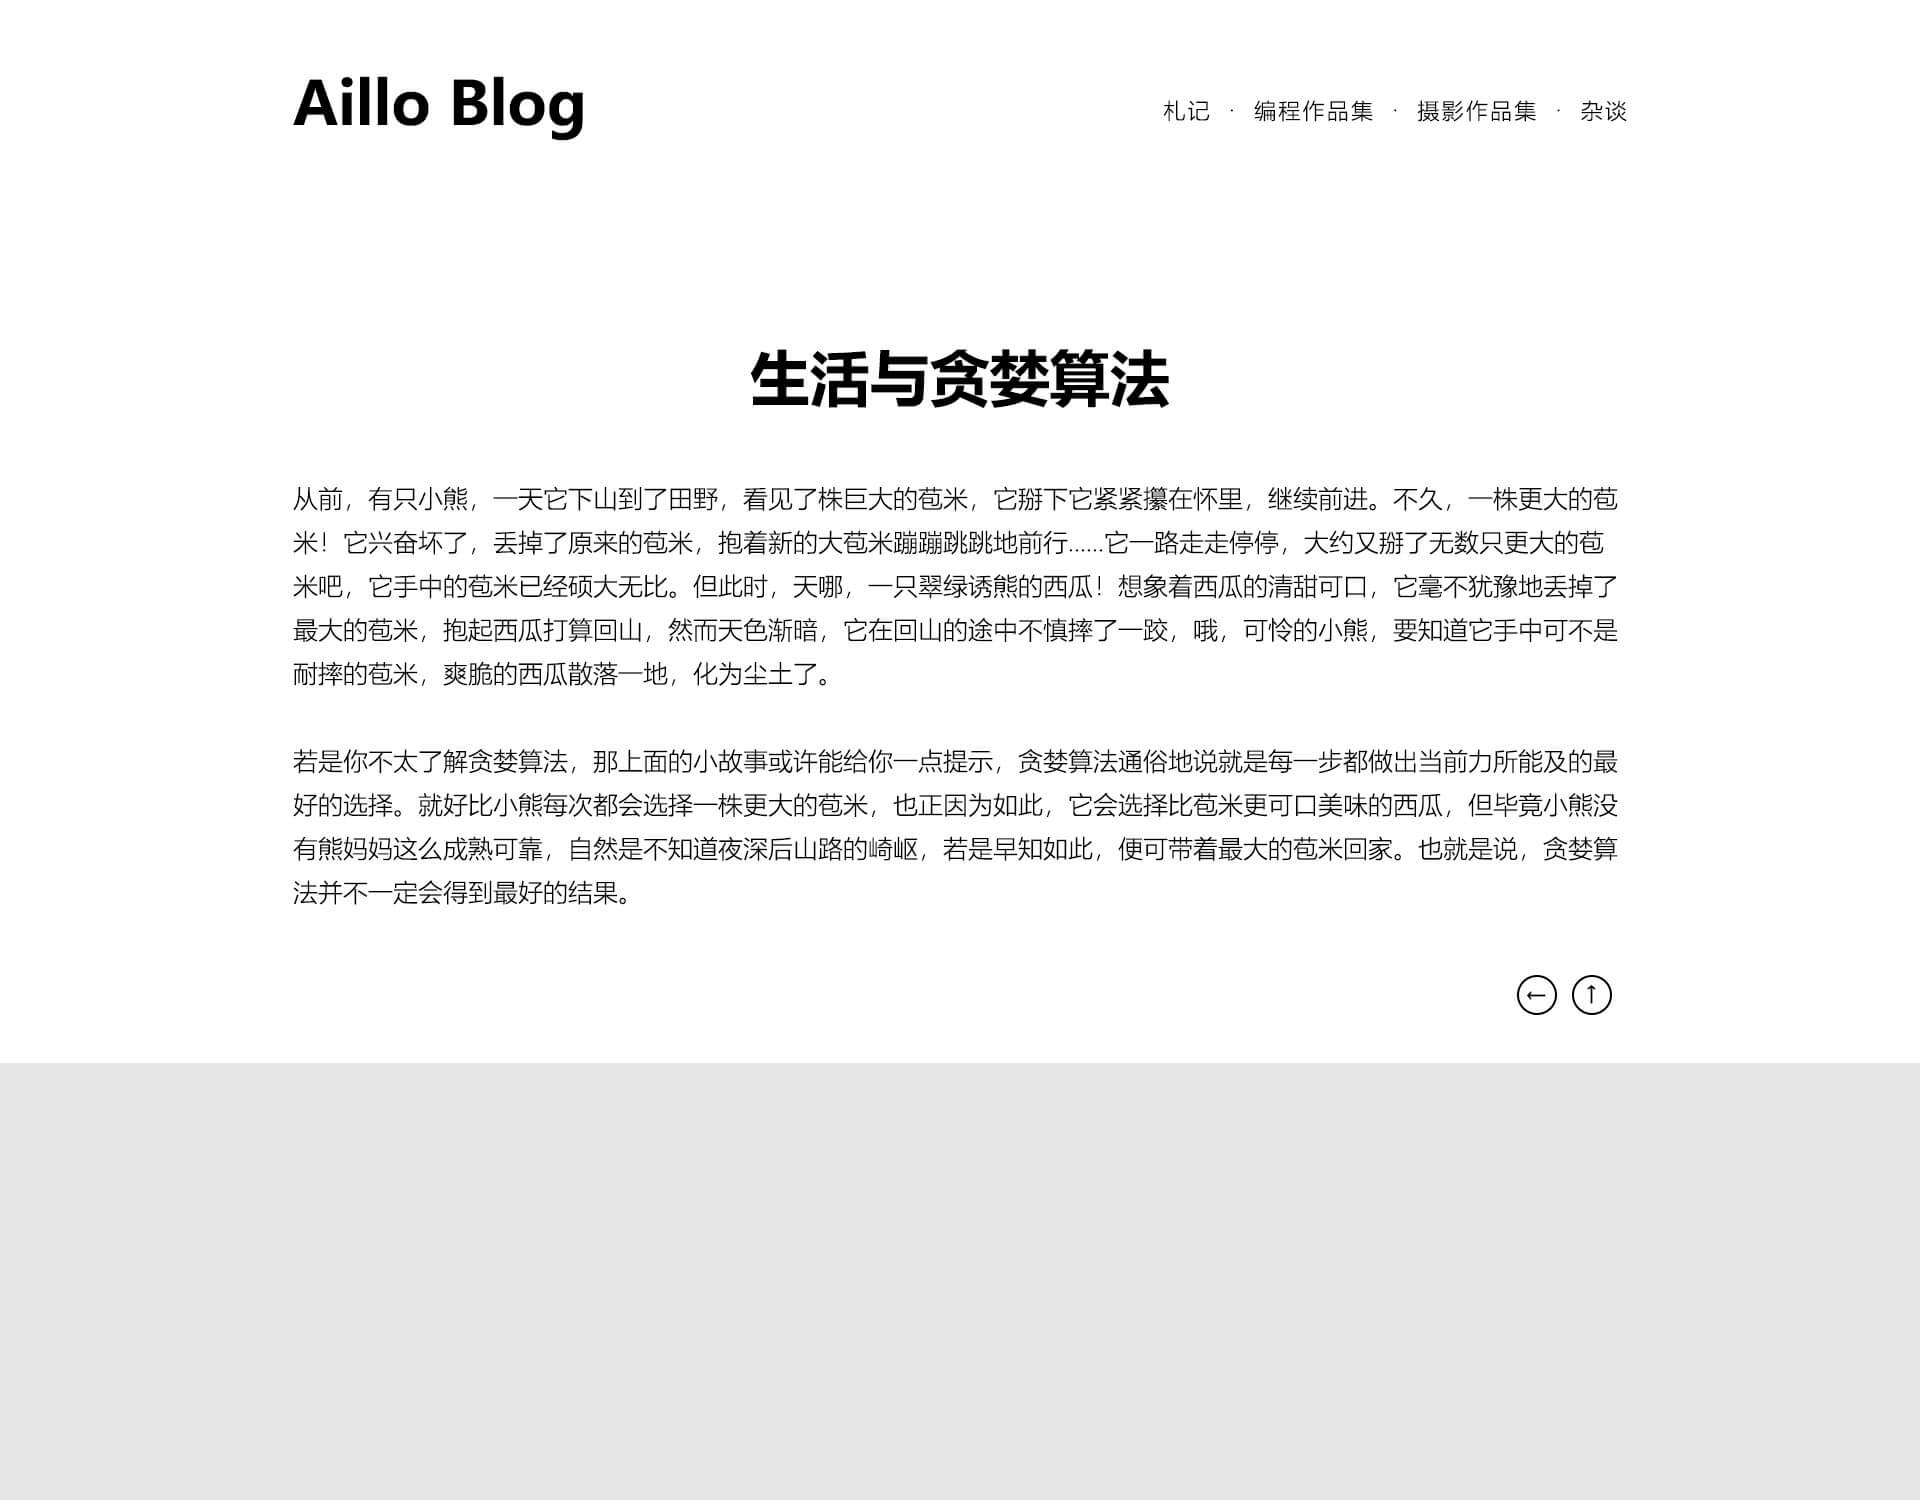 Aillo Blog
札记 · 编程作品集 · 摄影作品集 · 杂谈
生活与贪婪算法
从前，有只小熊，一天它下山到了田野，看见了株巨大的苞米，它掰下它紧紧攥在怀里，继续前进。不久，一株更大的苞
米！它兴奋坏了，丢掉了原来的苞米，抱着新的大苞米蹦蹦跳跳地前行......它一路走走停停，大约又掰了无数只更大的苞
米吧，它手中的苞米已经硕大无比。但此时，天哪，一只翠绿诱熊的西瓜！想象着西瓜的清甜可口，它毫不犹豫地丢掉了
最大的苞米，抱起西瓜打算回山，然而天色渐暗，它在回山的途中不慎摔了一跤，哦，可怜的小熊，要知道它手中可不是
耐摔的苞米，爽脆的西瓜散落一地，化为尘土了。
若是你不太了解贪婪算法，那上面的小故事或许能给你一点提示，贪婪算法通俗地说就是每一步都做出当前力所能及的最
好的选择。就好比小熊每次都会选择一株更大的苞米，也正因为如此，它会选择比苞米更可口美味的西瓜，但毕竟小熊没
有熊妈妈这么成熟可靠，自然是不知道夜深后山路的崎岖，若是早知如此，便可带着最大的苞米回家。也就是说，贪婪算
法并不一定会得到最好的结果。
← ↑